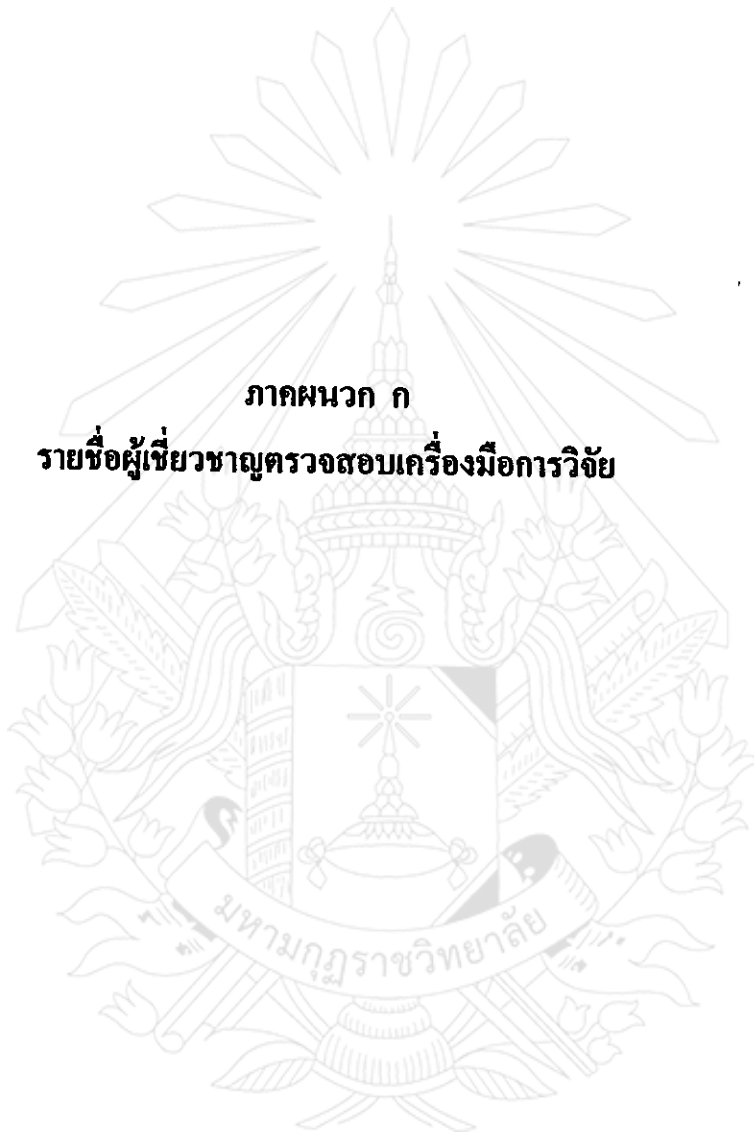 ภาคผนวก ก
รายชื่อผู้เชี่ยวชาญตรวจสอบเครื่องมือการวิจัย
มหามกุฏราชวิทยาลัย